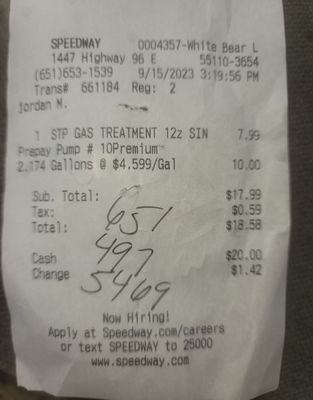 SPEEDWAY 0004357-White Bear L
1447 Highway 96 E 55110-3654
(651)653-1539 9/15/2023 3:19:56 PM
Trans# 661184 Reg: 2
jordan M.
1 STP GAS TREATMENT 12z SIN 7.99
Prepay Pump # 10Premium
2.174 Gallons @ $4.599/Gal 10.00
Sub. Total: $17.99
Tax: $0.59
Total: $18.58
651
Cash $20.00
497
Change $1.42
5469
Now Hiring!
Apply at Speedway.com/careers
or text SPEEDWAY to 25000
www.speedway.com